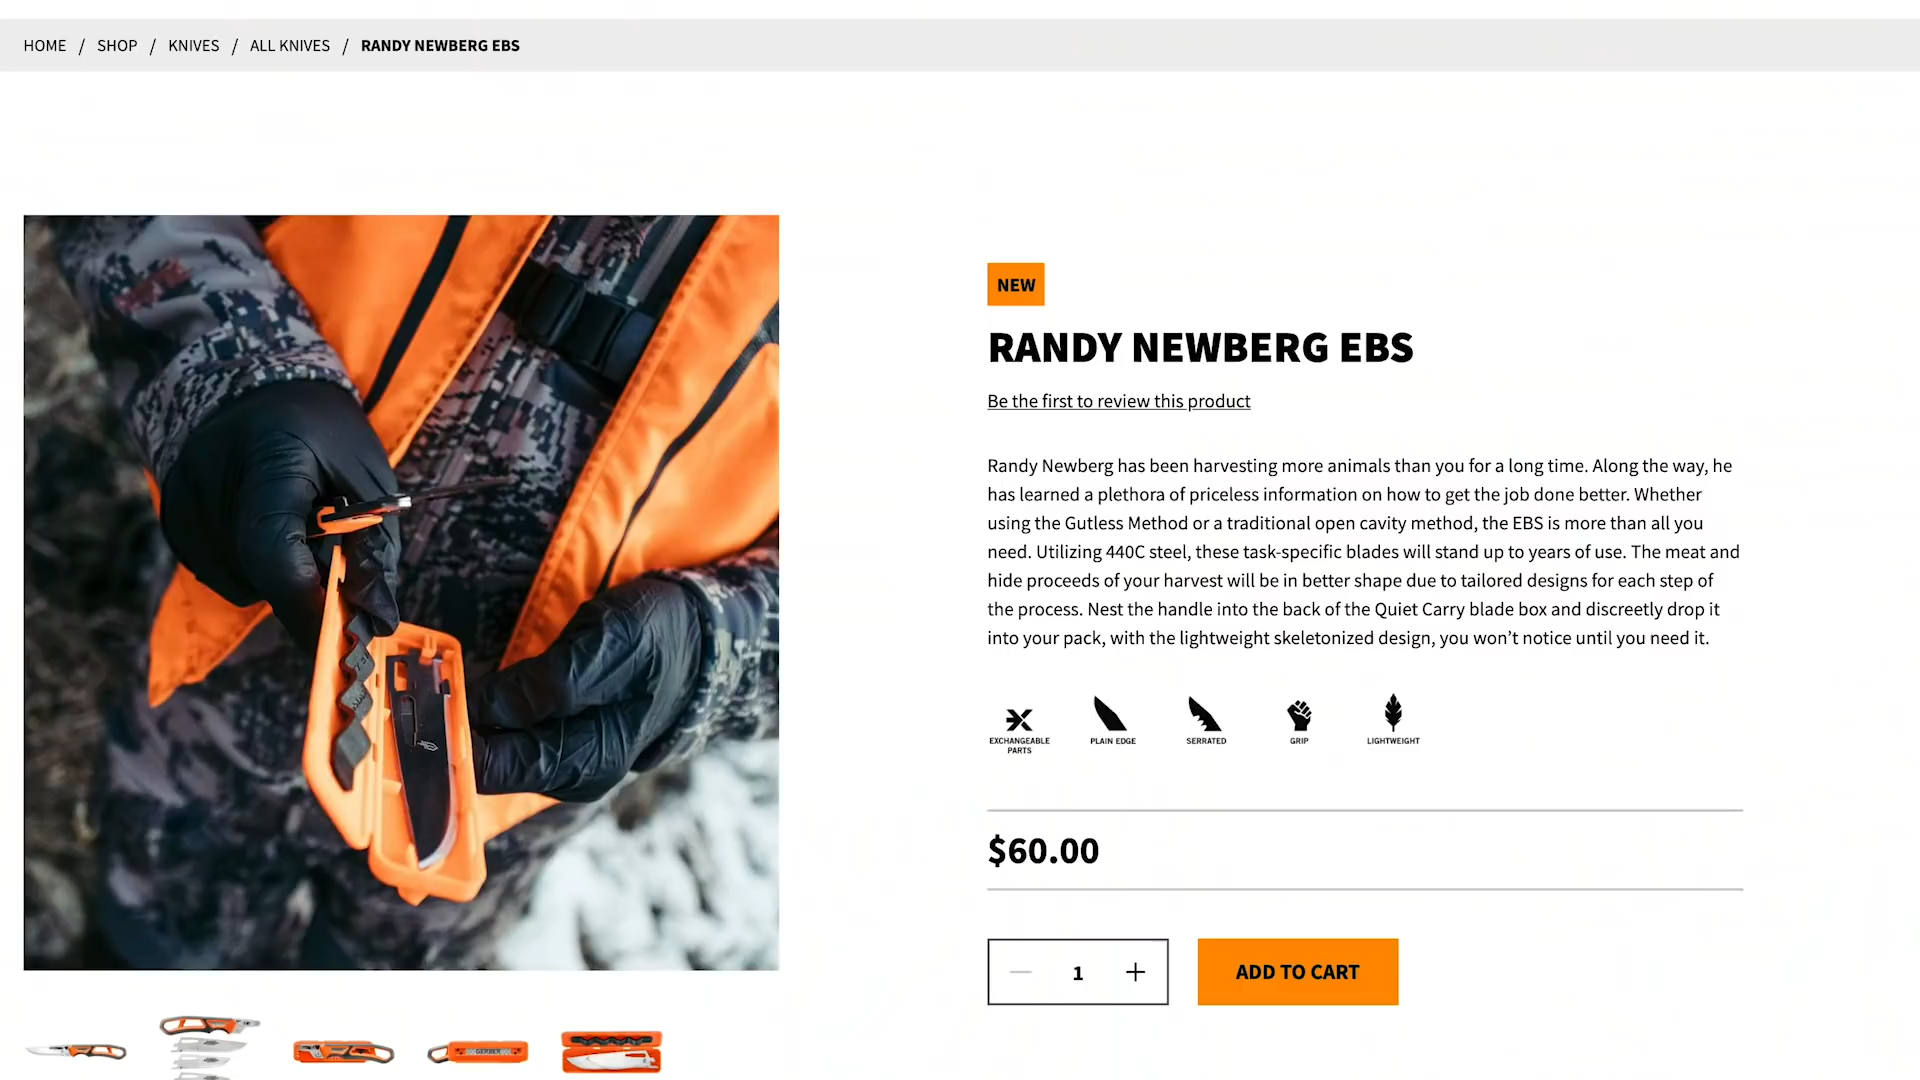 HOME / SHOP / KNIVES / ALL KNIVES / RANDY NEWBERG EBS
NEW
RANDY NEWBERG EBS
Be the first to review this product
Randy Newberg has been harvesting more animals than you for a long time. Along the way, he
has learned a plethora of priceless information on how to get the job done better. Whether
using the Gutless Method or a traditional open cavity method, the EBS is more than all you
need. Utilizing 440C steel, these task-specific blades will stand up to years of use. The meat and
hide proceeds of your harvest will be in better shape due to tailored designs for each step of
the process. Nest the handle into the back of the Quiet Carry blade box and discreetly drop it
into your pack, with the lightweight skeletonized design, you won’t notice until you need it.
EXCHANGEABLE
PARTS
PLAIN EDGE
SERRATED
GRIP
LIGHTWEIGHT
$60.00
1
ADD TO CART
GERBER